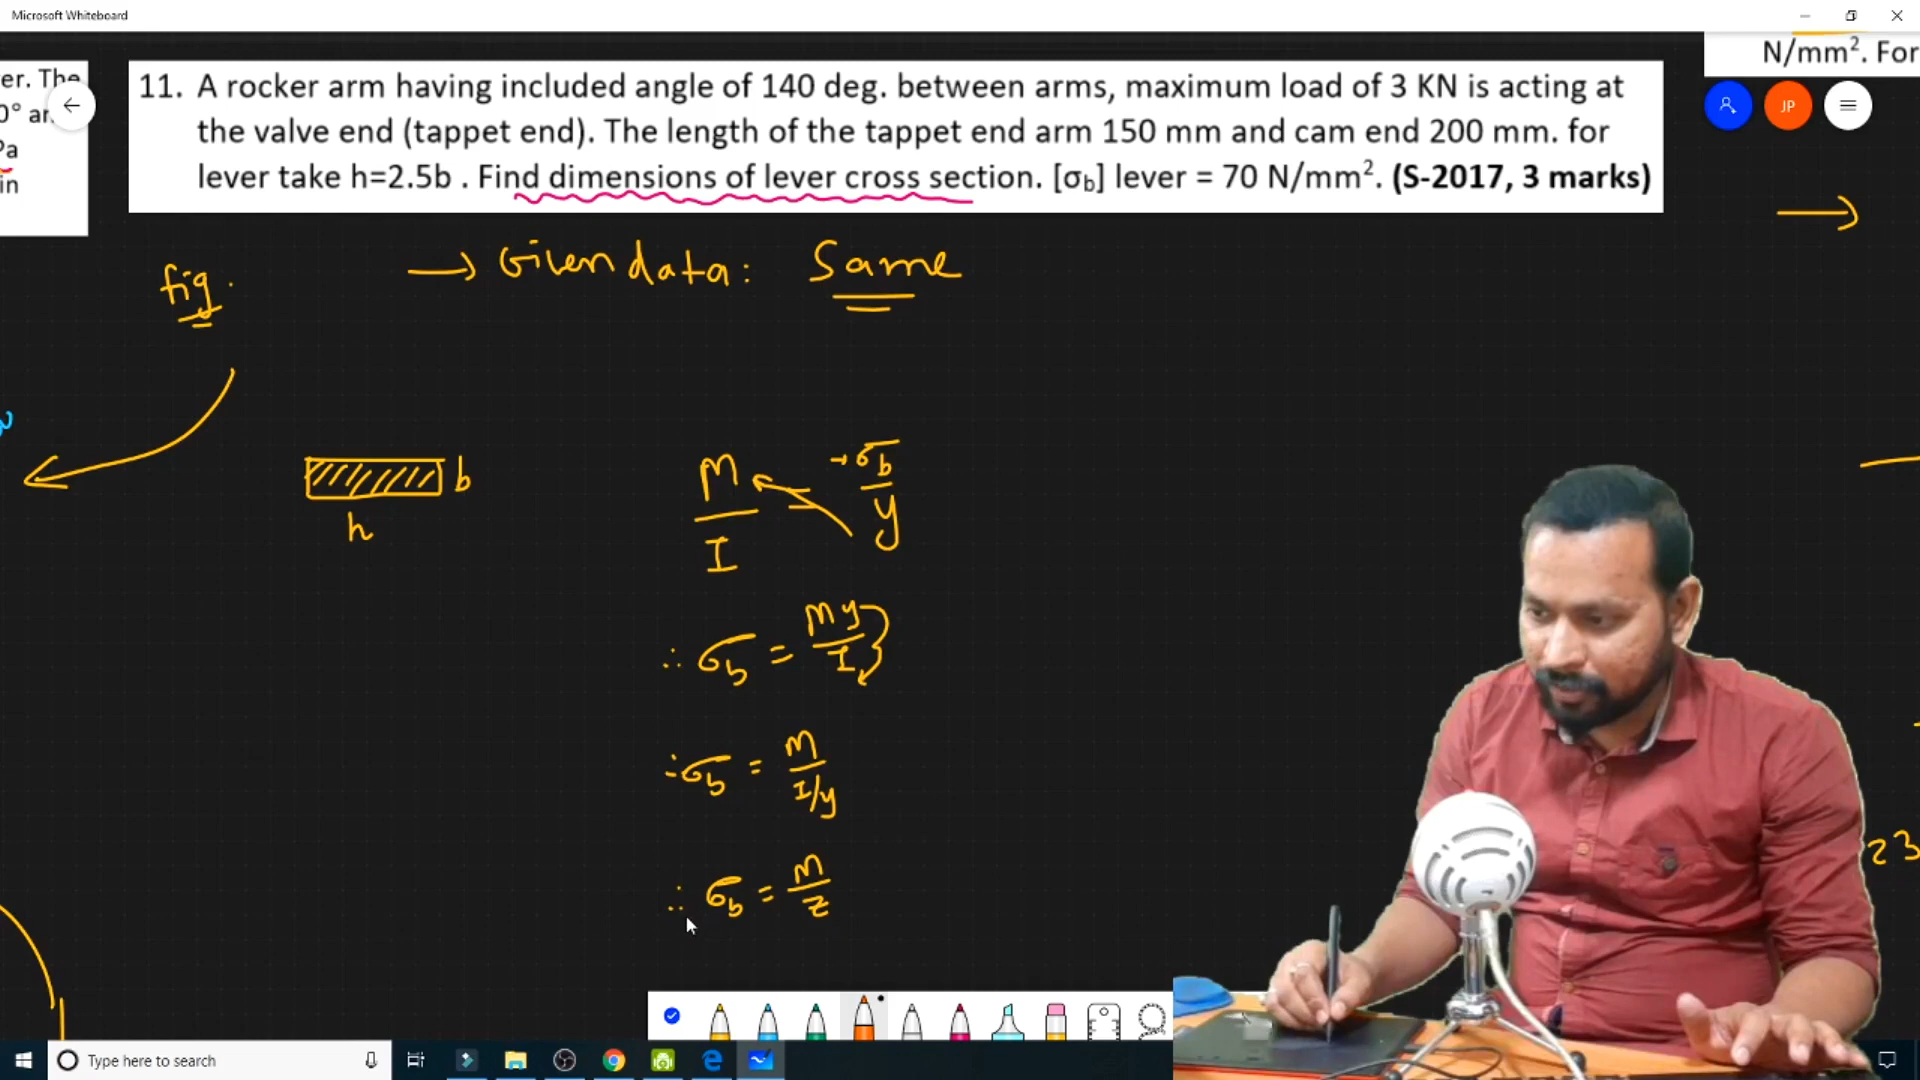 Microsoft Whiteboard
er. The
0° ar
Pa
in
N/mm². For
JP
11. A rocker arm having included angle of 140 deg. between arms, maximum load of 3 KN is acting at
the valve end (tappet end). The length of the tappet end arm 150 mm and cam end 200 mm. for
lever take h=2.5b . Find dimensions of lever cross section. [σb] lever = 70 N/mm². (S-2017, 3 marks)
fig.
→ Given data: Same
b
h
M/I = σb/y
∴ σb = My/I
∴ σb = M/I/y
∴ σb = M/z
23
Type here to search